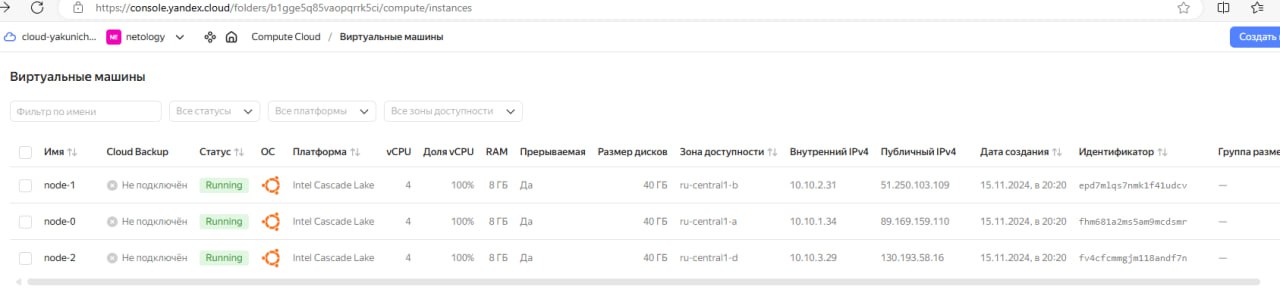 https://console.yandex.cloud/folders/b1gge5q85vaopqrrk5ci/compute/instances
cloud-yakunich... NE netology Compute Cloud / Виртуальные машины Создать
Виртуальные машины
Фильтр по имени Все статусы Все платформы Все зоны доступности
Имя Cloud Backup Статус ОС Платформа vCPU Доля vCPU RAM Прерываемая Размер дисков Зона доступности Внутренний IPv4 Публичный IPv4 Дата создания Идентификатор Группа разме
node-1 Не подключён Running Intel Cascade Lake 4 100% 8 ГБ Да 40 ГБ ru-central1-b 10.10.2.31 51.250.103.109 15.11.2024, в 20:20 epd7mlqs7nmk1f41udcv —
node-0 Не подключён Running Intel Cascade Lake 4 100% 8 ГБ Да 40 ГБ ru-central1-a 10.10.1.34 89.169.159.110 15.11.2024, в 20:20 fhm681a2ms5am9mcdsmr —
node-2 Не подключён Running Intel Cascade Lake 4 100% 8 ГБ Да 40 ГБ ru-central1-d 10.10.3.29 130.193.58.16 15.11.2024, в 20:20 fv4cfcmmgjm118andf7n —